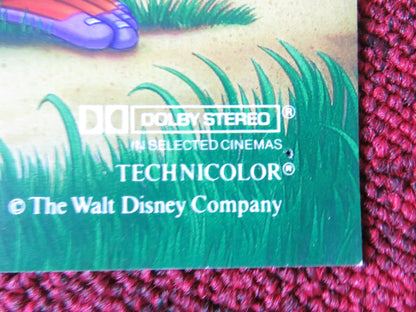 DOLBY STEREO ®
IN SELECTED CINEMAS
TECHNICOLOR®
© The Walt Disney Company